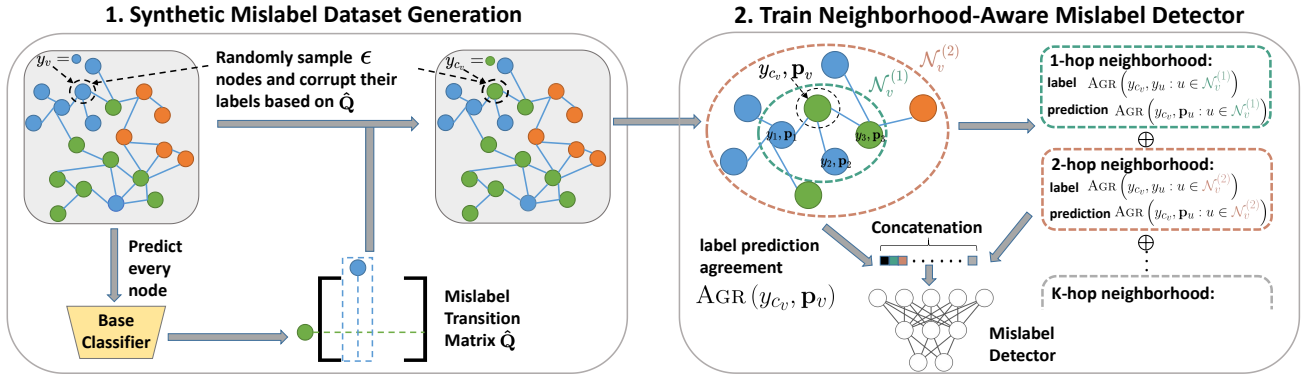 1. Synthetic Mislabel Dataset Generation
y_v =
Randomly sample ϵ
nodes and corrupt their
labels based on Q̂
y_{c_v} =
Predict
every
node
Base
Classifier
Mislabel
Transition
Matrix Q̂
2. Train Neighborhood-Aware Mislabel Detector
y_{c_v}, p_v
N_v^{(1)}
N_v^{(2)}
y_1, p_1
y_2, p_2
y_3, p_3
label prediction
agreement
AGR (y_{c_v}, p_v)
Concatenation
Mislabel
Detector
1-hop neighborhood:
label AGR (y_{c_v}, y_u : u ∈ N_v^{(1)})
prediction AGR (y_{c_v}, p_u : u ∈ N_v^{(1)})
⊕
2-hop neighborhood:
label AGR (y_{c_v}, y_u : u ∈ N_v^{(2)})
prediction AGR (y_{c_v}, p_u : u ∈ N_v^{(2)})
⊕
K-hop neighborhood: